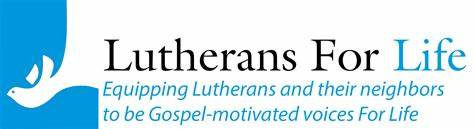 Lutherans For Life
Equipping Lutherans and their neighbors
to be Gospel-motivated voices For Life